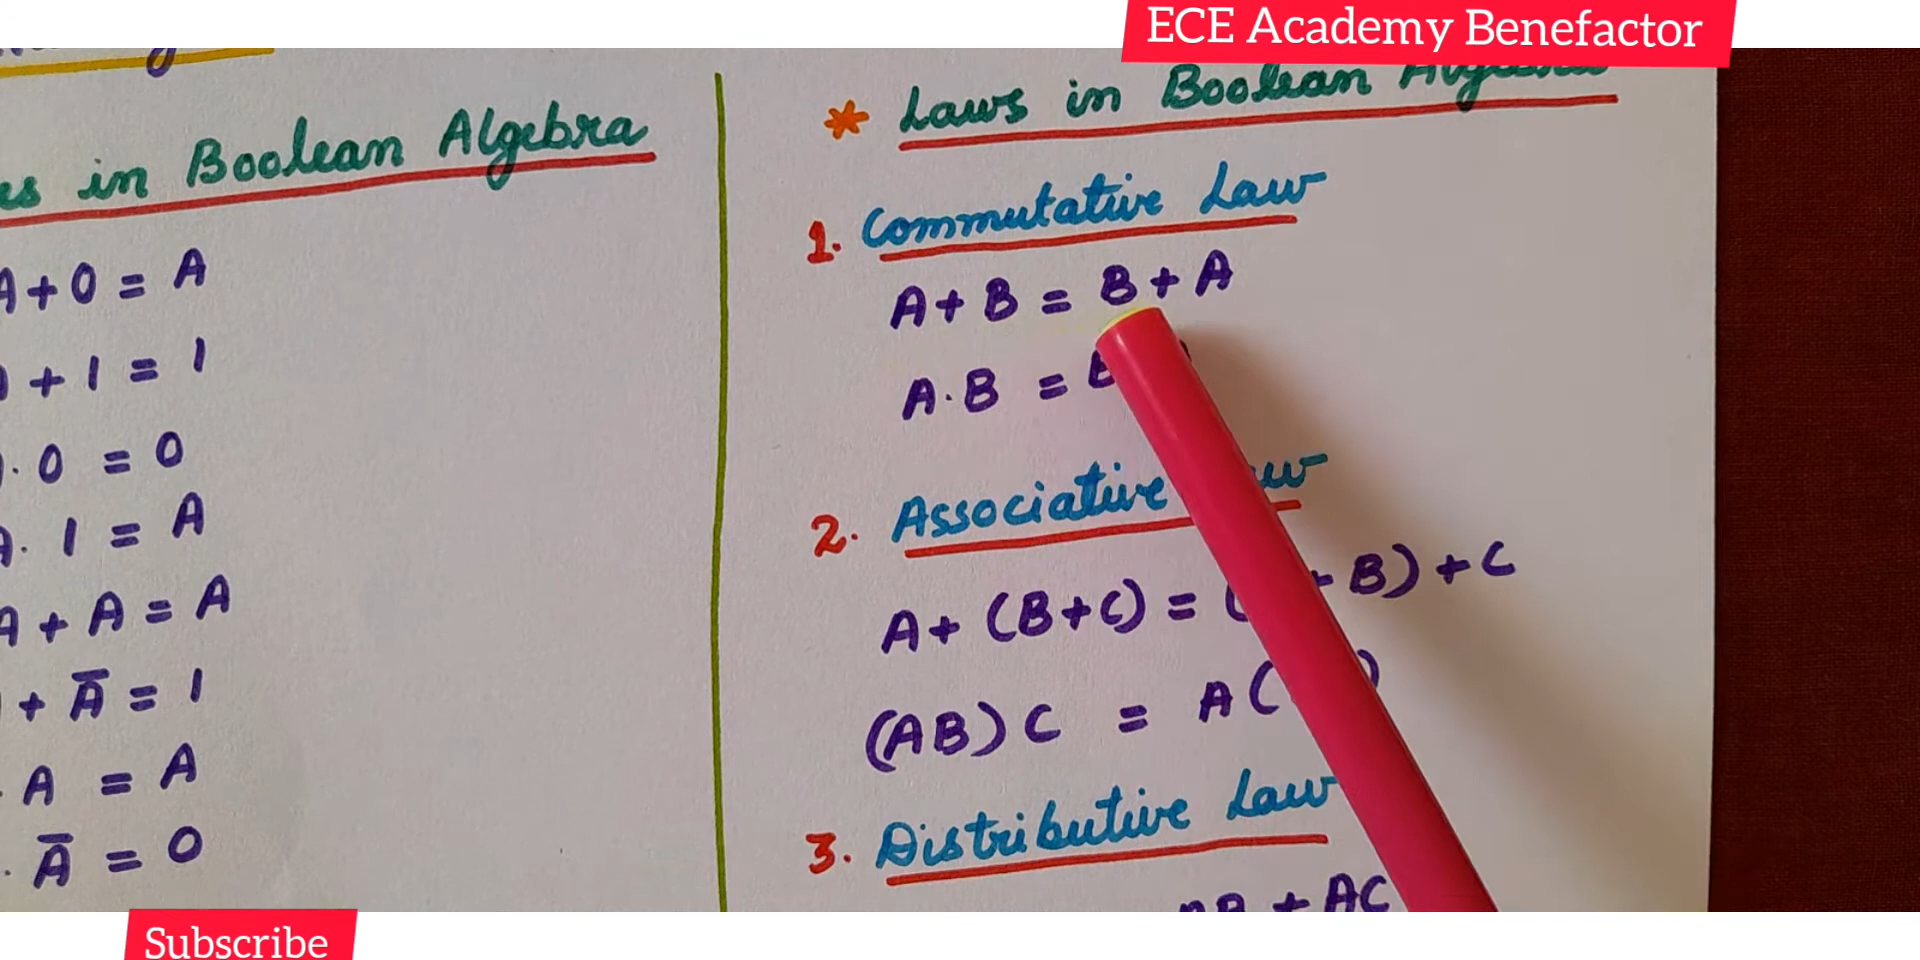 ECE Academy Benefactor
in Boolean Algebra
A+0 = A
+ 1 = 1
. 0 = 0
. 1 = A
A + A = A
+ A̅ = 1
. A = A
. A̅ = 0
* Laws in Boolean Algebra
1. Commutative Law
A+B = B+A
A.B =
2. Associative
A+ (B+C) = ( + B) + C
(AB) C = A ( )
3. Distributive Law
+ AC
Subscribe